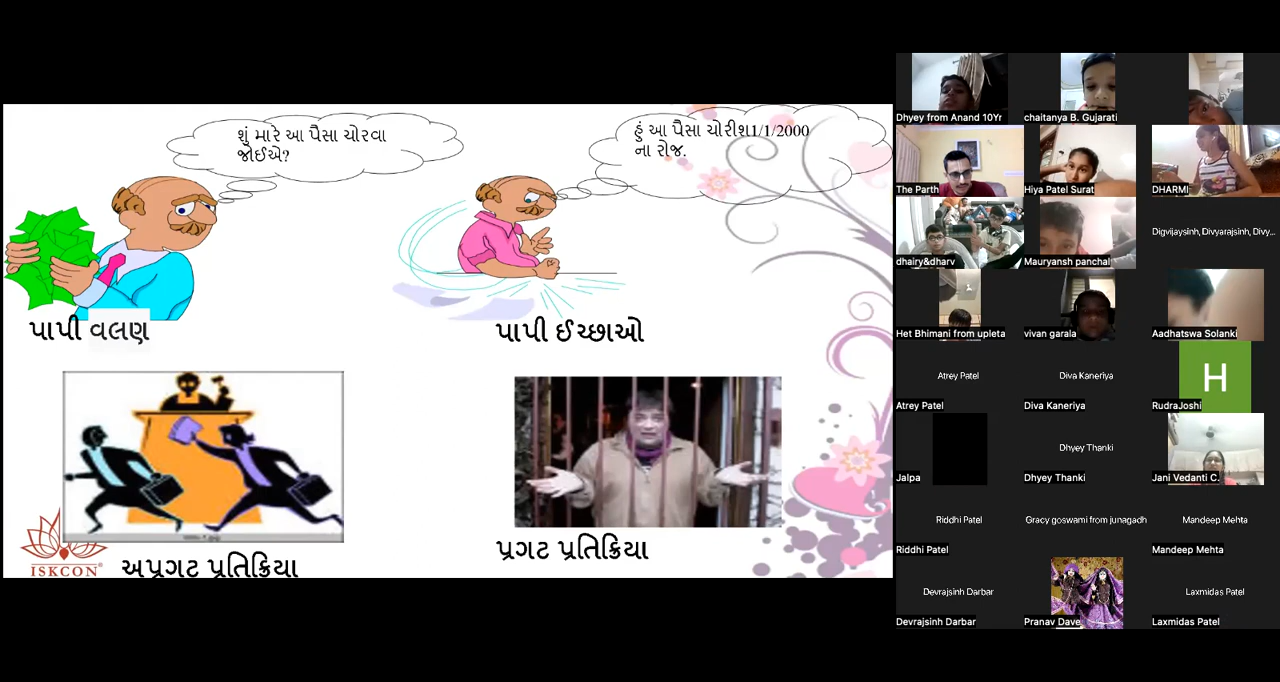 શું મારે આ પૈસા ચોરવા
જોઈએ?
હું આ પૈસા ચોરીશ1/1/2000
ના રોજ.
પાપી વલણ
પાપી ઈચ્છાઓ
અપ્રગટ પ્રતિક્રિયા
પ્રગટ પ્રતિક્રિયા
ISKCON
Dhyey from Anand 10Yr
chaitanya B. Gujarati
The Parth
Hiya Patel Surat
DHARMI
dhairy&dharv
Mauryansh panchal
Digvijaysinh, Divyarajsinh, Divy...
Het Bhimani from upleta
vivan garala
Aadhatswa Solanki
Atrey Patel
Atrey Patel
Diva Kaneriya
Diva Kaneriya
H
RudraJoshi
Jalpa
Dhyey Thanki
Dhyey Thanki
Jani Vedanti C.
Riddhi Patel
Riddhi Patel
Gracy goswami from junagadh
Mandeep Mehta
Mandeep Mehta
Devrajsinh Darbar
Devrajsinh Darbar
Pranav Dave
Laxmidas Patel
Laxmidas Patel